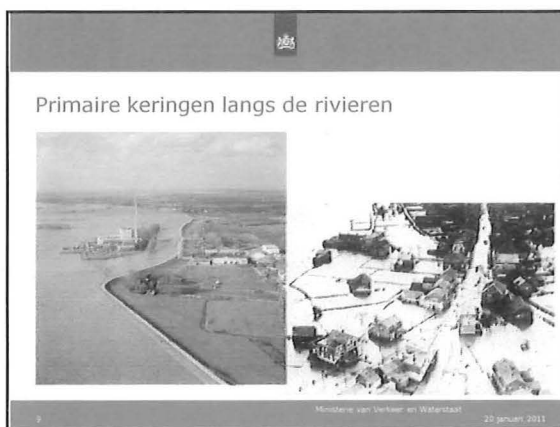 Primaire keringen langs de rivieren
Ministerie van Verkeer en Waterstaat
9
20 januari 2011